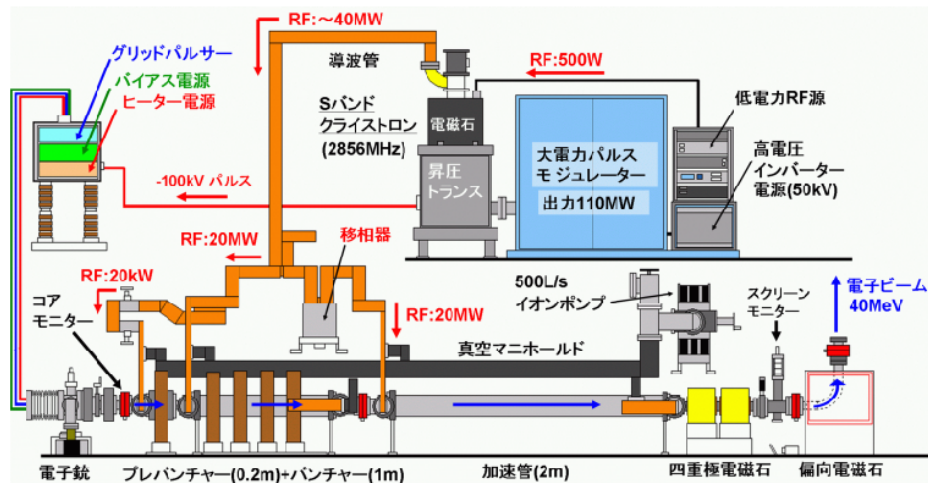 RF:～40MW
グリッドパルサー
バイアス電源
ヒーター電源
導波管
RF:500W
Sバンド
クライストロン
(2856MHz)
電磁石
低電力RF源
昇圧
トランス
大電力パルス
モジュレーター
出力110MW
高電圧
インバーター
電源(50kV)
-100kV パルス
RF:20MW
移相器
RF:20kW
RF:20MW
500L/s
イオンポンプ
スクリーン
モニター
電子ビーム
40MeV
コア
モニター
真空マニホールド
電子銃
プレバンチャー(0.2m)+バンチャー(1m)
加速管(2m)
四重極電磁石
偏向電磁石